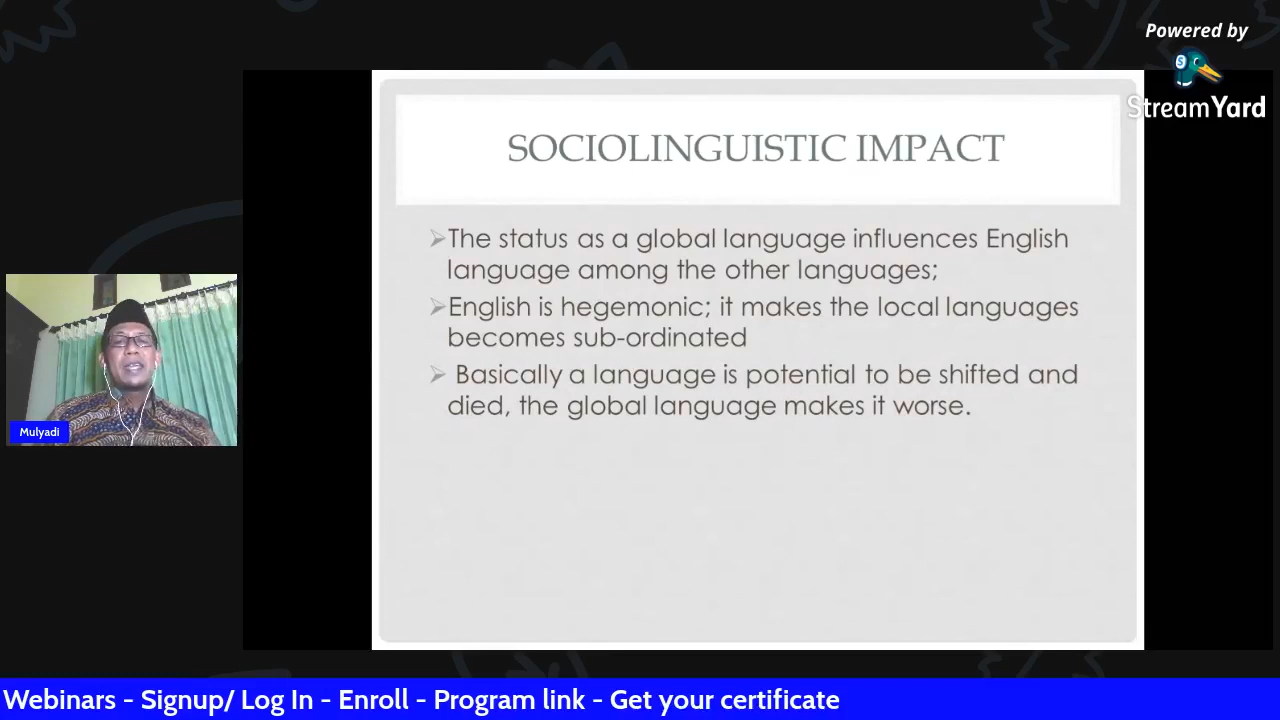 Powered by
StreamYard
SOCIOLINGUISTIC IMPACT
➢The status as a global language influences English
language among the other languages;
➢English is hegemonic; it makes the local languages
becomes sub-ordinated
➢ Basically a language is potential to be shifted and
died, the global language makes it worse.
Mulyadi
Webinars - Signup/ Log In - Enroll - Program link - Get your certificate